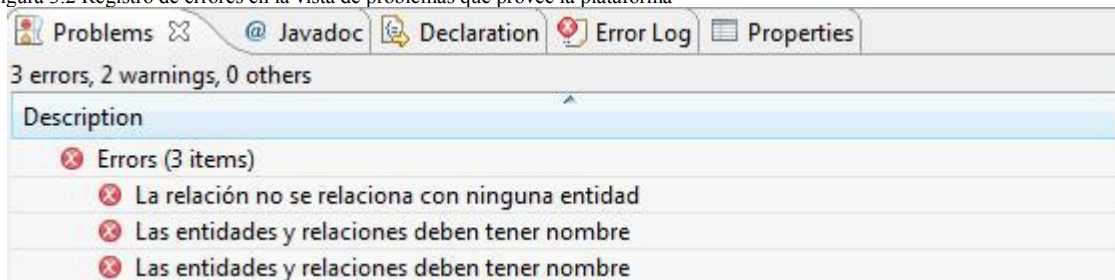 Figura 3.2 Registro de errores en la vista de problemas que provee la plataforma
Problems @ Javadoc Declaration Error Log Properties
3 errors, 2 warnings, 0 others
Description
Errors (3 items)
La relación no se relaciona con ninguna entidad
Las entidades y relaciones deben tener nombre
Las entidades y relaciones deben tener nombre